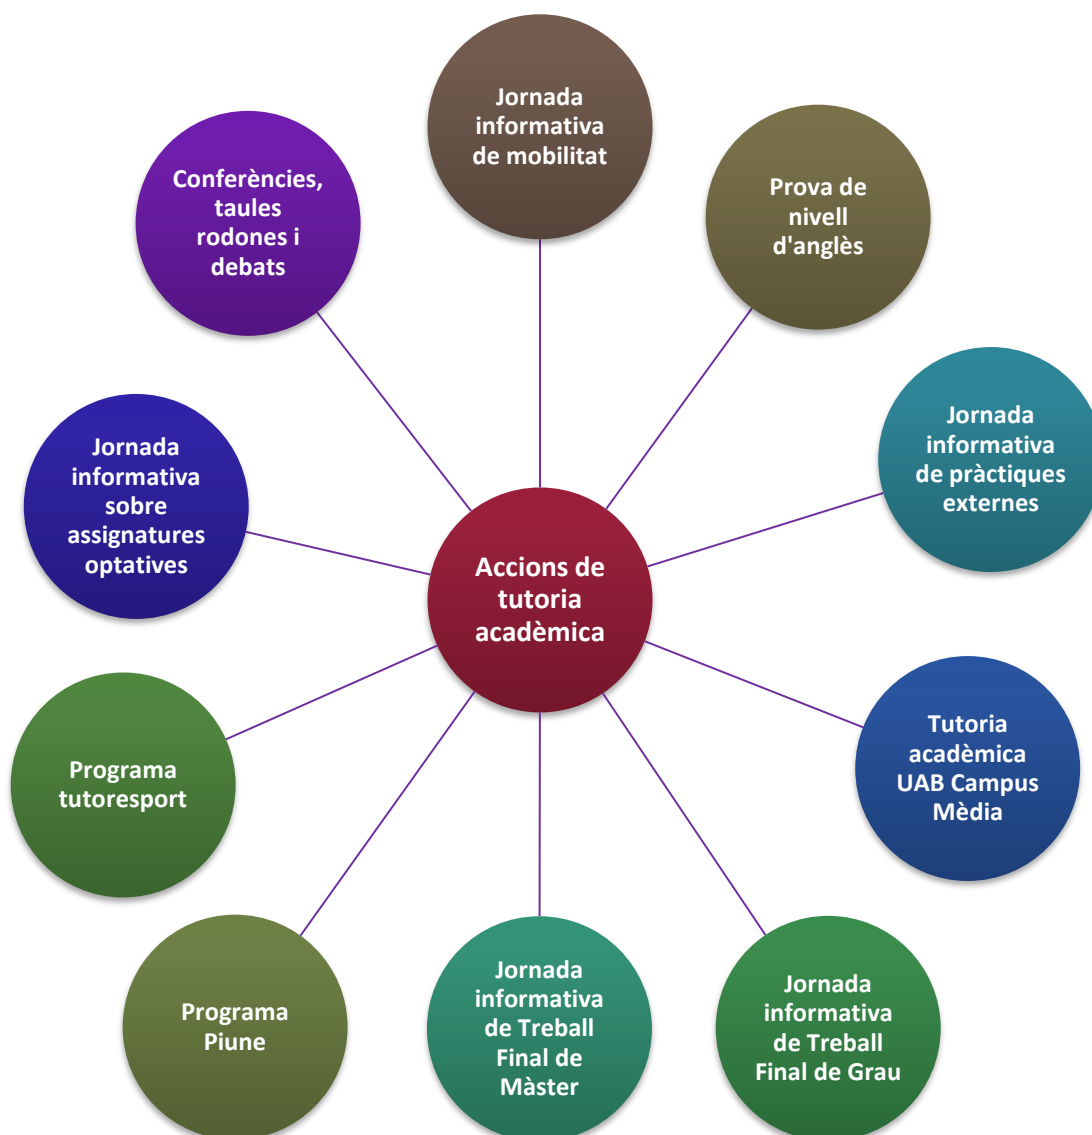 Jornada
informativa
de mobilitat
Prova de
nivell
d'anglès
Jornada
informativa
de pràctiques
externes
Tutoria
acadèmica
UAB Campus
Mèdia
Jornada
informativa
de Treball
Final de Grau
Jornada
informativa
de Treball
Final de
Màster
Programa
Piune
Programa
tutoresport
Jornada
informativa
sobre
assignatures
optatives
Conferències,
taules
rodones i
debats
Accions de
tutoria
acadèmica